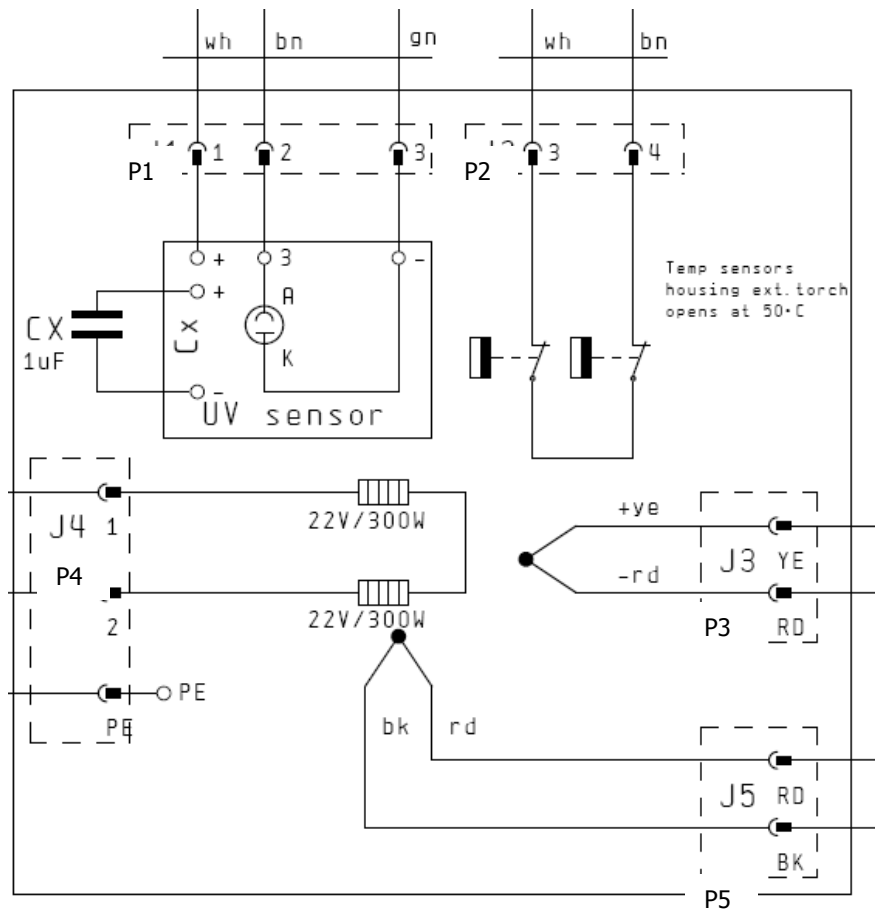 wh bn gn wh bn
1 2 3 3 4
P1 P2
+ 3 -
+ A
Cx
K
-
UV sensor
CX
1uF
Temp sensors
housing ext.torch
opens at 50°C
J4 1
22V/300W
P4
2
22V/300W
PE
PE
+ye
J3 YE
-rd
P3 RD
bk rd
J5 RD
BK
P5